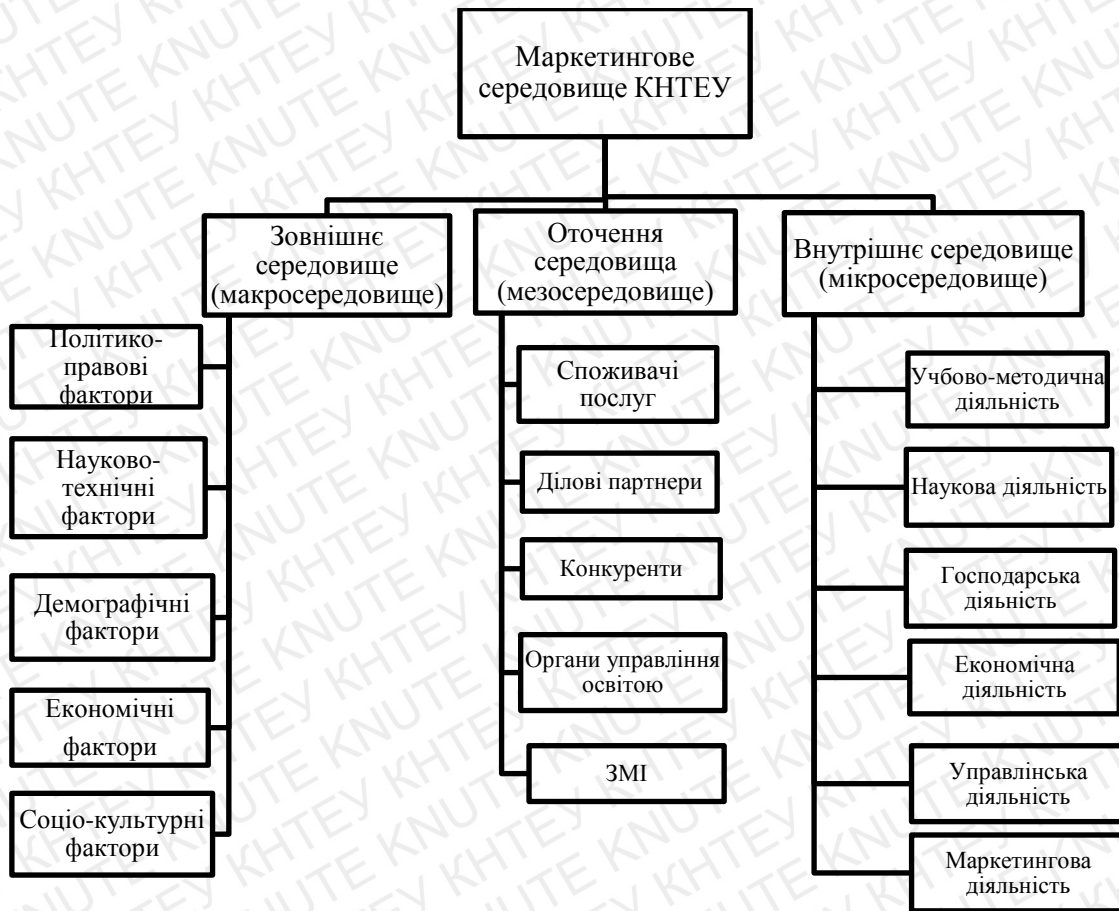 Маркетингове
середовище КНТЕУ
Зовнішнє
середовище
(макросередовище)
Політико-
правові
фактори
Науково-
технічні
фактори
Демографічні
фактори
Економічні
фактори
Соціо-культурні
фактори
Оточення
середовища
(мезосередовище)
Споживачі
послуг
Ділові партнери
Конкуренти
Органи управління
освітою
ЗМІ
Внутрішнє середовище
(мікросередовище)
Учбово-методична
діяльність
Наукова діяльність
Господарська
діяьність
Економічна
діяльність
Управлінська
діяльність
Маркетингова
діяльність